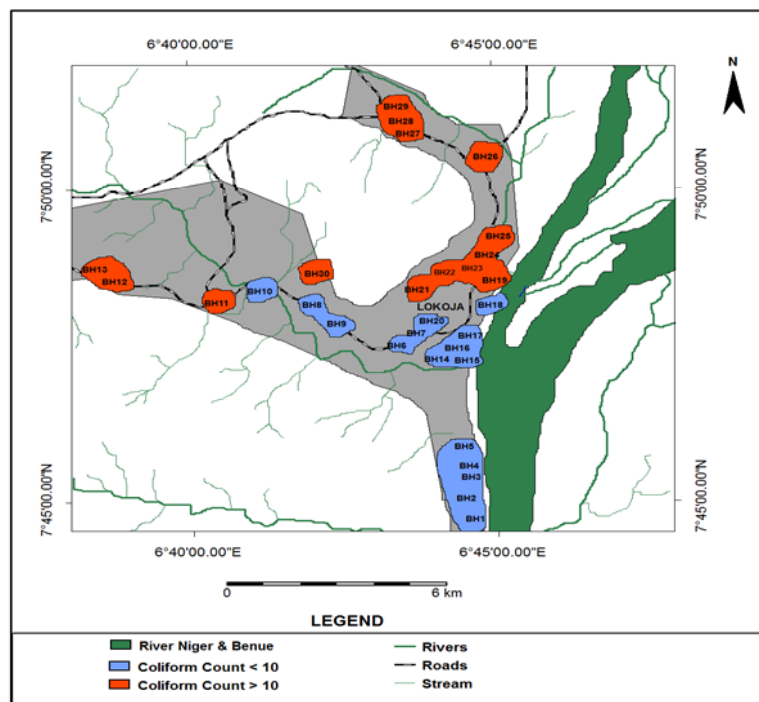 6°40'00.00"E 6°45'00.00"E
N
BH29
BH28
BH27
BH26
7°50'00.00"N 7°50'00.00"N
BH25
BH24
BH13 BH30 BH22 BH23
BH12 BH21 BH19
BH10
BH11 BH8 LOKOJA BH18
BH9 BH20
BH7 BH17
BH6 BH16
BH14 BH15
BH5
BH4
BH3
BH2
BH1
7°45'00.00"N 7°45'00.00"N
6°40'00.00"E 6°45'00.00"E
0 6 km
LEGEND
River Niger & Benue Rivers
Coliform Count < 10 Roads
Coliform Count > 10 Stream